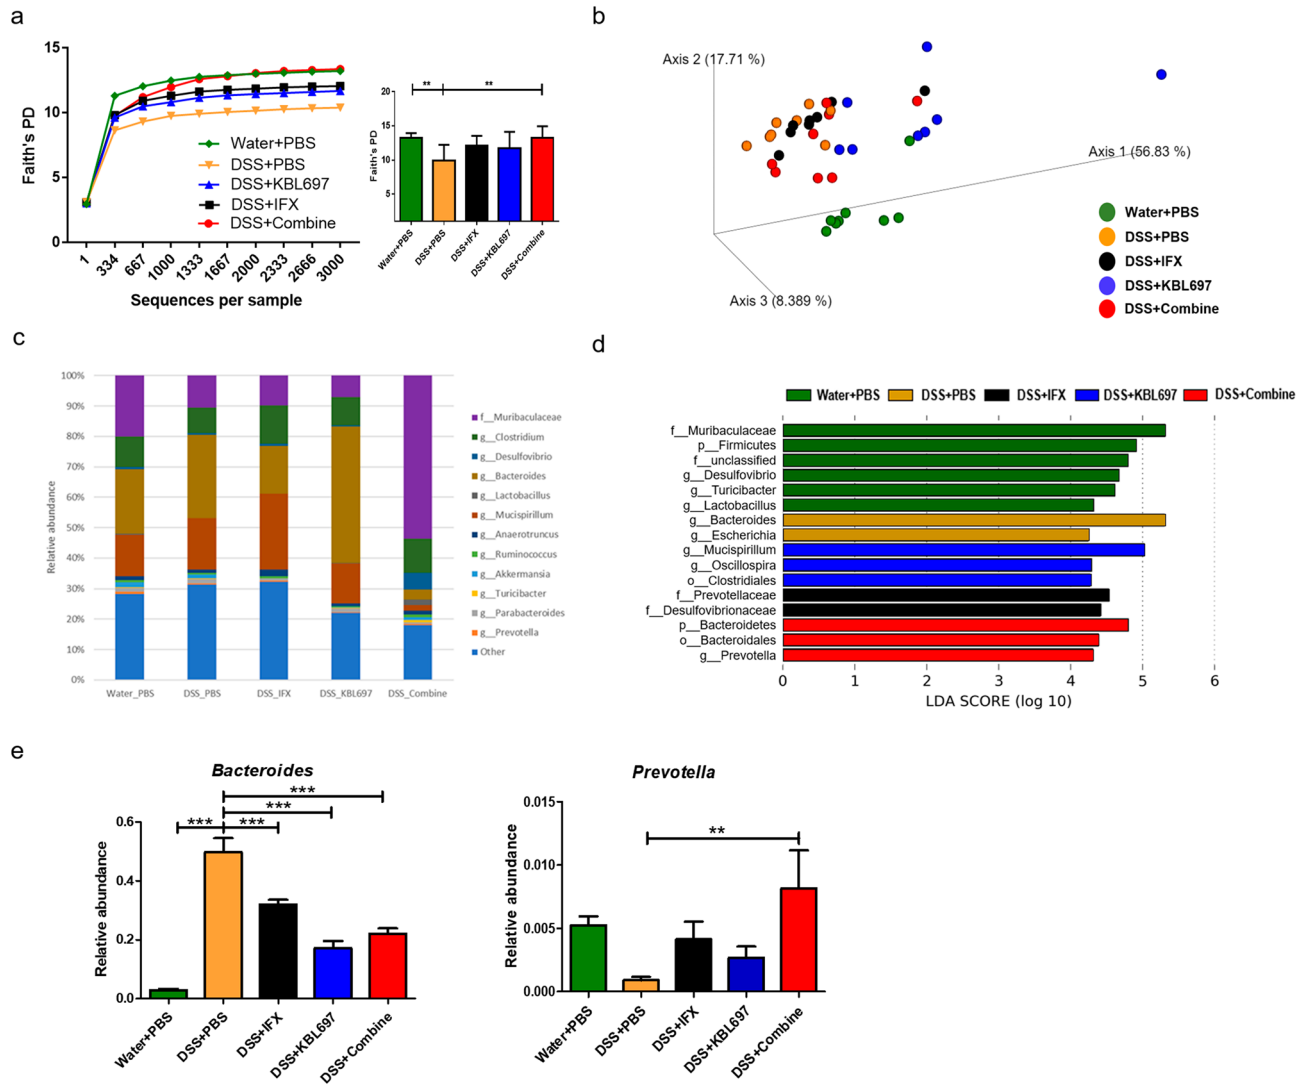 a
15
10
5
0
Faith's PD
Water+PBS
DSS+PBS
DSS+KBL697
DSS+IFX
DSS+Combine
1
334
667
1000
1333
1667
2000
2333
2666
3000
Sequences per sample
20
15
10
5
Faith's PD
**
**
Water+PBS
DSS+PBS
DSS+IFX
DSS+KBL697
DSS+Combine
b
Axis 2 (17.71 %)
Axis 1 (56.83 %)
Axis 3 (8.389 %)
Water+PBS
DSS+PBS
DSS+IFX
DSS+KBL697
DSS+Combine
c
100%
90%
80%
70%
60%
50%
40%
30%
20%
10%
0%
Relative abundance
Water_PBS
DSS_PBS
DSS_IFX
DSS_KBL697
DSS_Combine
f__Muribaculaceae
g__Clostridium
g__Desulfovibrio
g__Bacteroides
g__Lactobacillus
g__Mucispirillum
g__Anaerotruncus
g__Ruminococcus
g__Akkermansia
g__Turicibacter
g__Parabacteroides
g__Prevotella
Other
d
Water+PBS DSS+PBS DSS+IFX DSS+KBL697 DSS+Combine
f__Muribaculaceae
p__Firmicutes
f__unclassified
g__Desulfovibrio
g__Turicibacter
g__Lactobacillus
g__Bacteroides
g__Escherichia
g__Mucispirillum
g__Oscillospira
o__Clostridiales
f__Prevotellaceae
f__Desulfovibrionaceae
p__Bacteroidetes
o__Bacteroidales
g__Prevotella
0 1 2 3 4 5 6
LDA SCORE (log 10)
e
Bacteroides
***
***
*** ***
0.6
0.4
0.2
0.0
Relative abundance
Water+PBS
DSS+PBS
DSS+IFX
DSS+KBL697
DSS+Combine
Prevotella
**
0.015
0.010
0.005
0.000
Relative abundance
Water+PBS
DSS+PBS
DSS+IFX
DSS+KBL697
DSS+Combine